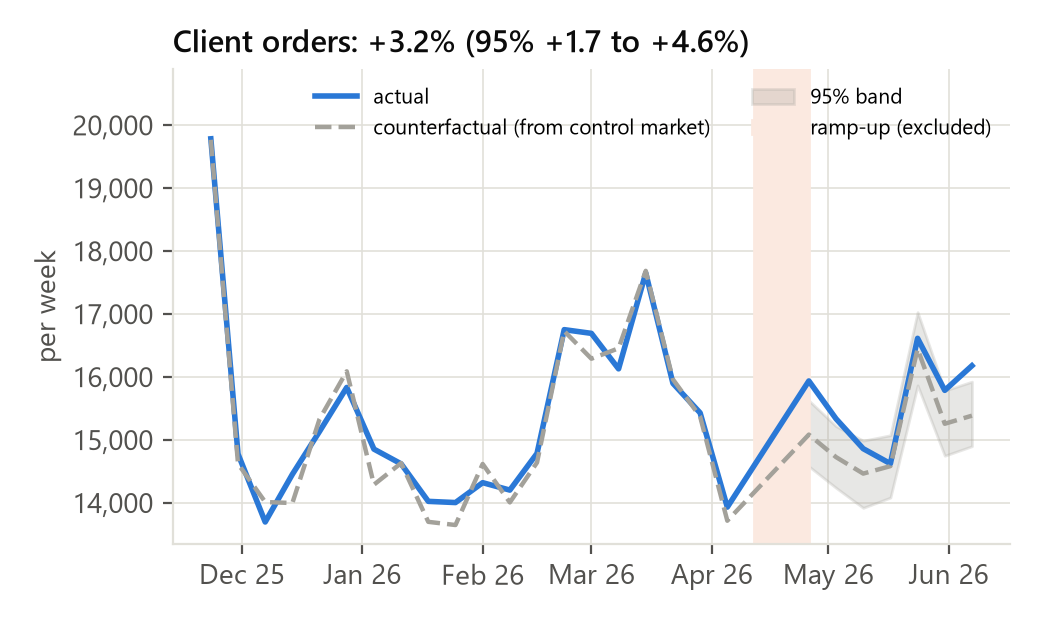 Client orders: +3.2% (95% +1.7 to +4.6%)
actual
counterfactual (from control market)
95% band
ramp-up (excluded)
per week
20,000
19,000
18,000
17,000
16,000
15,000
14,000
Dec 25
Jan 26
Feb 26
Mar 26
Apr 26
May 26
Jun 26